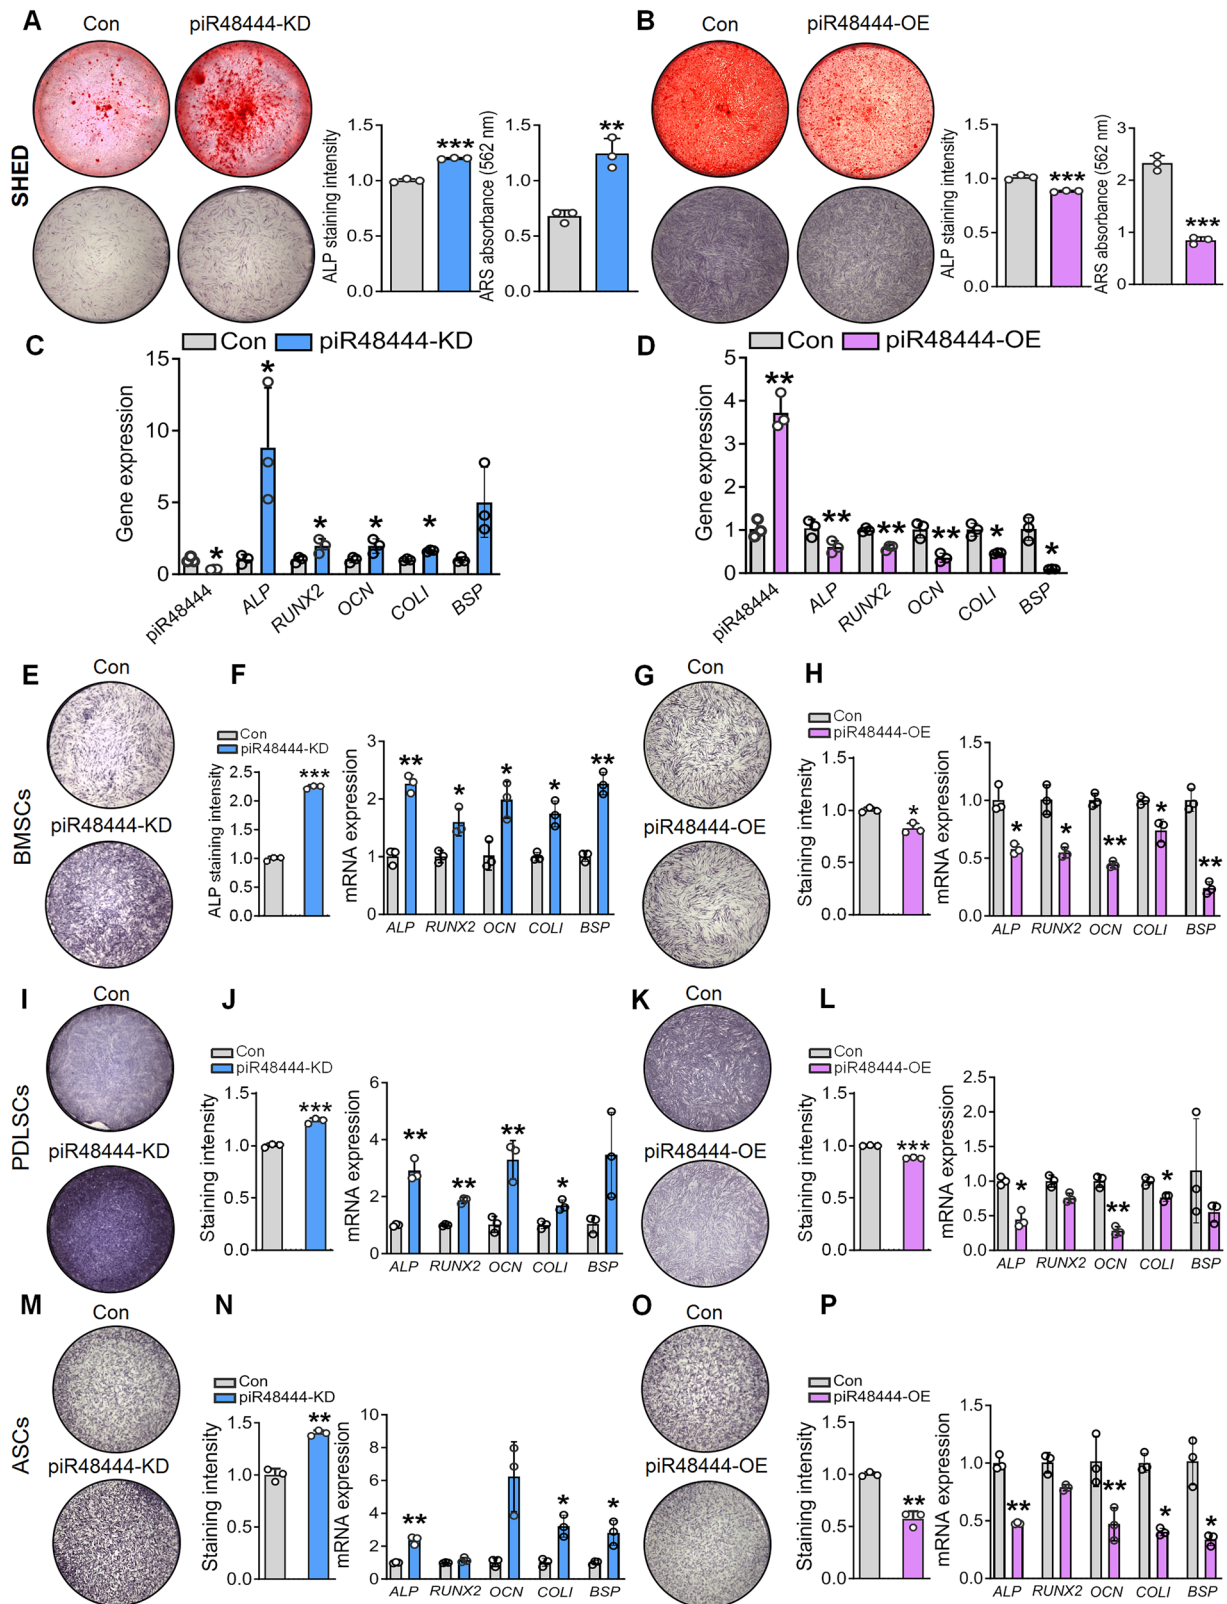 A
Con
piR48444-KD
SHED
ALP staining intensity
1.5
1.0
0.5
0.0
***
ARS absorbance (562 nm)
1.5
1.0
0.5
0.0
**
B
Con
piR48444-OE
ALP staining intensity
1.5
1.0
0.5
0.0
***
ARS absorbance (562 nm)
3
2
1
0
***
C
Con
piR48444-KD
Gene expression
15
10
5
0
* * * * *
piR48444 ALP RUNX2 OCN COLI BSP
D
Con
piR48444-OE
Gene expression
5
4
3
2
1
0
** ** ** ** * *
piR48444 ALP RUNX2 OCN COLI BSP
BMSCs
E
Con
piR48444-KD
F
Con
piR48444-KD
ALP staining intensity
2.5
2.0
1.5
1.0
0.5
0.0
***
mRNA expression
3
2
1
0
** * * * **
ALP RUNX2 OCN COLI BSP
G
Con
piR48444-OE
H
Con
piR48444-OE
Staining intensity
1.5
1.0
0.5
0.0
*
mRNA expression
1.5
1.0
0.5
0.0
* * ** * **
ALP RUNX2 OCN COLI BSP
PDLSCs
I
Con
piR48444-KD
J
Con
piR48444-KD
Staining intensity
1.5
1.0
0.5
0.0
***
mRNA expression
6
4
2
0
** ** ** *
ALP RUNX2 OCN COLI BSP
K
Con
piR48444-OE
L
Con
piR48444-OE
Staining intensity
1.5
1.0
0.5
0.0
***
mRNA expression
2.5
2.0
1.5
1.0
0.5
0.0
* ** *
ALP RUNX2 OCN COLI BSP
ASCs
M
Con
piR48444-KD
N
Con
piR48444-KD
Staining intensity
1.5
1.0
0.5
0.0
**
mRNA expression
10
8
6
4
2
0
** * *
ALP RUNX2 OCN COLI BSP
O
Con
piR48444-OE
P
Con
piR48444-OE
Staining intensity
1.5
1.0
0.5
0.0
**
mRNA expression
1.5
1.0
0.5
0.0
** ** * *
ALP RUNX2 OCN COLI BSP